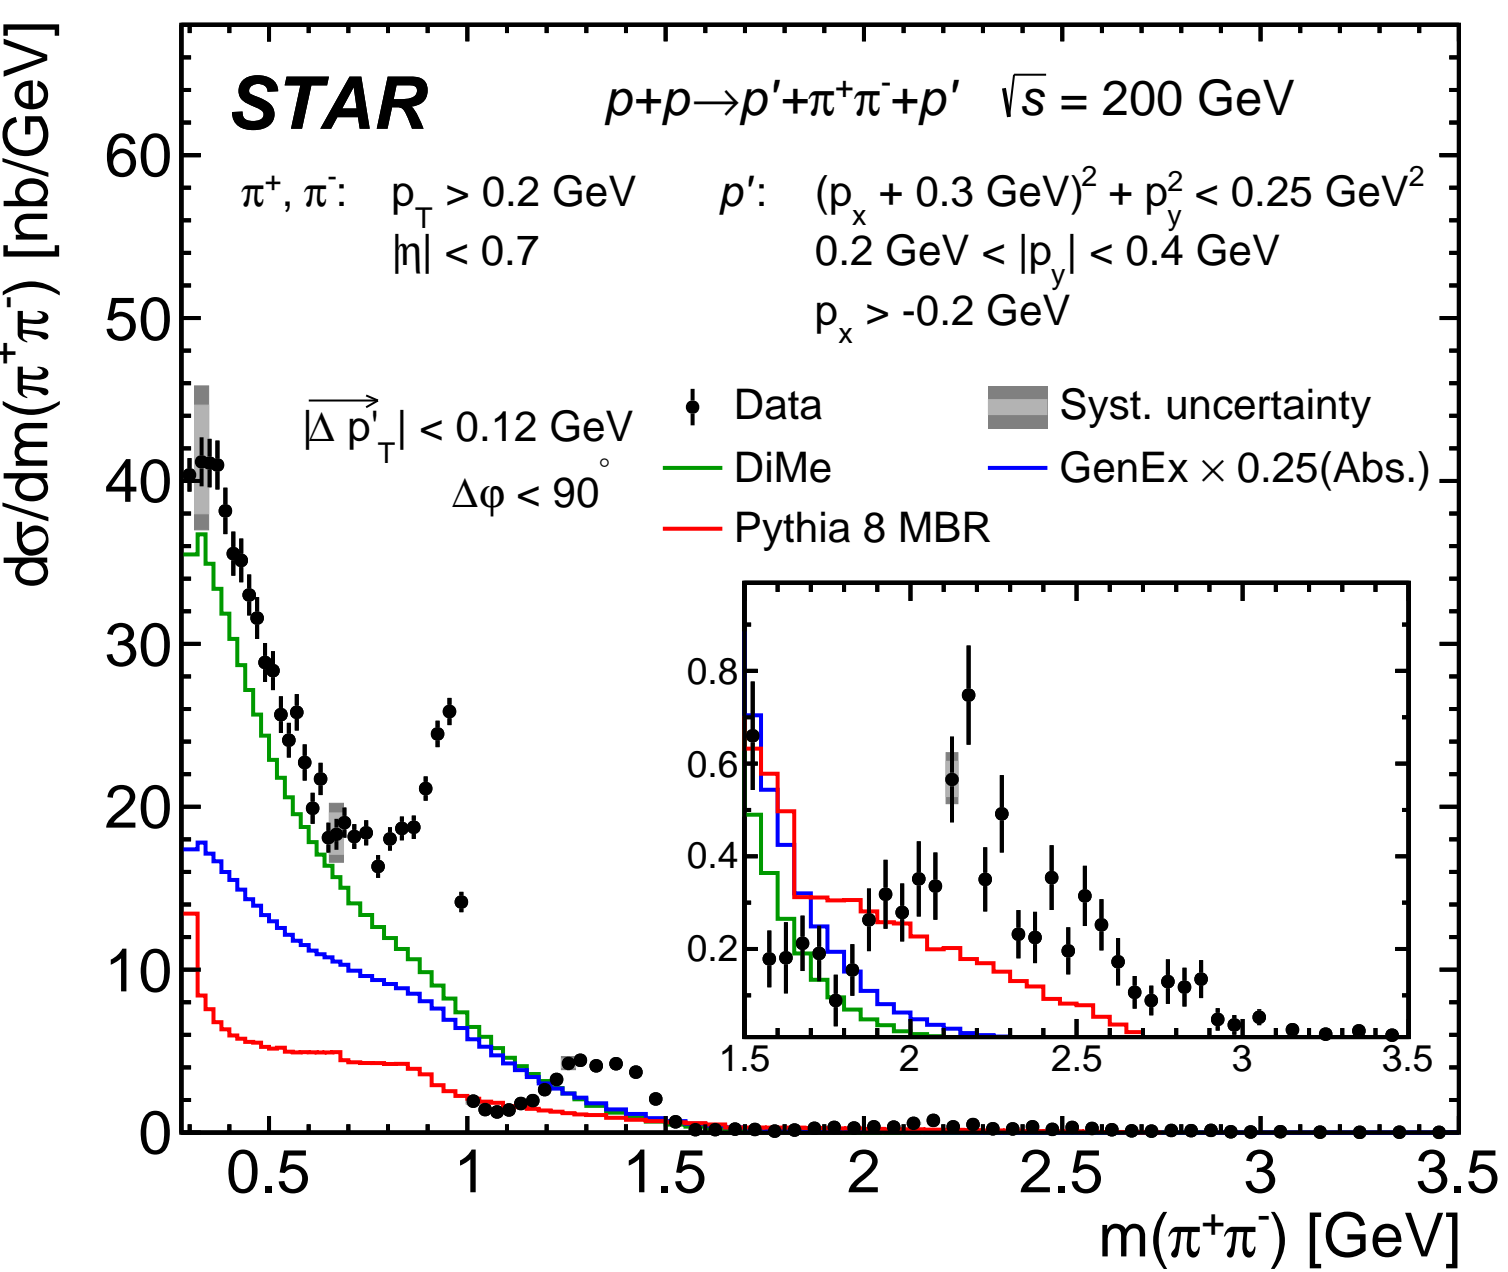 dσ/dm(π⁺π⁻) [nb/GeV]
STAR p+p→p′+π⁺π⁻+p′ √s = 200 GeV
π⁺, π⁻: p_T > 0.2 GeV p′: (p_x + 0.3 GeV)² + p_y² < 0.25 GeV²
|η| < 0.7 0.2 GeV < |p_y| < 0.4 GeV
p_x > -0.2 GeV
|Δ p⃗'_T| < 0.12 GeV
Δφ < 90°
Data Syst. uncertainty
DiMe GenEx × 0.25(Abs.)
Pythia 8 MBR
60
50
40
30
20
10
0
0.8
0.6
0.4
0.2
1.5 2 2.5 3 3.5
0.5 1 1.5 2 2.5 3 3.5
m(π⁺π⁻) [GeV]